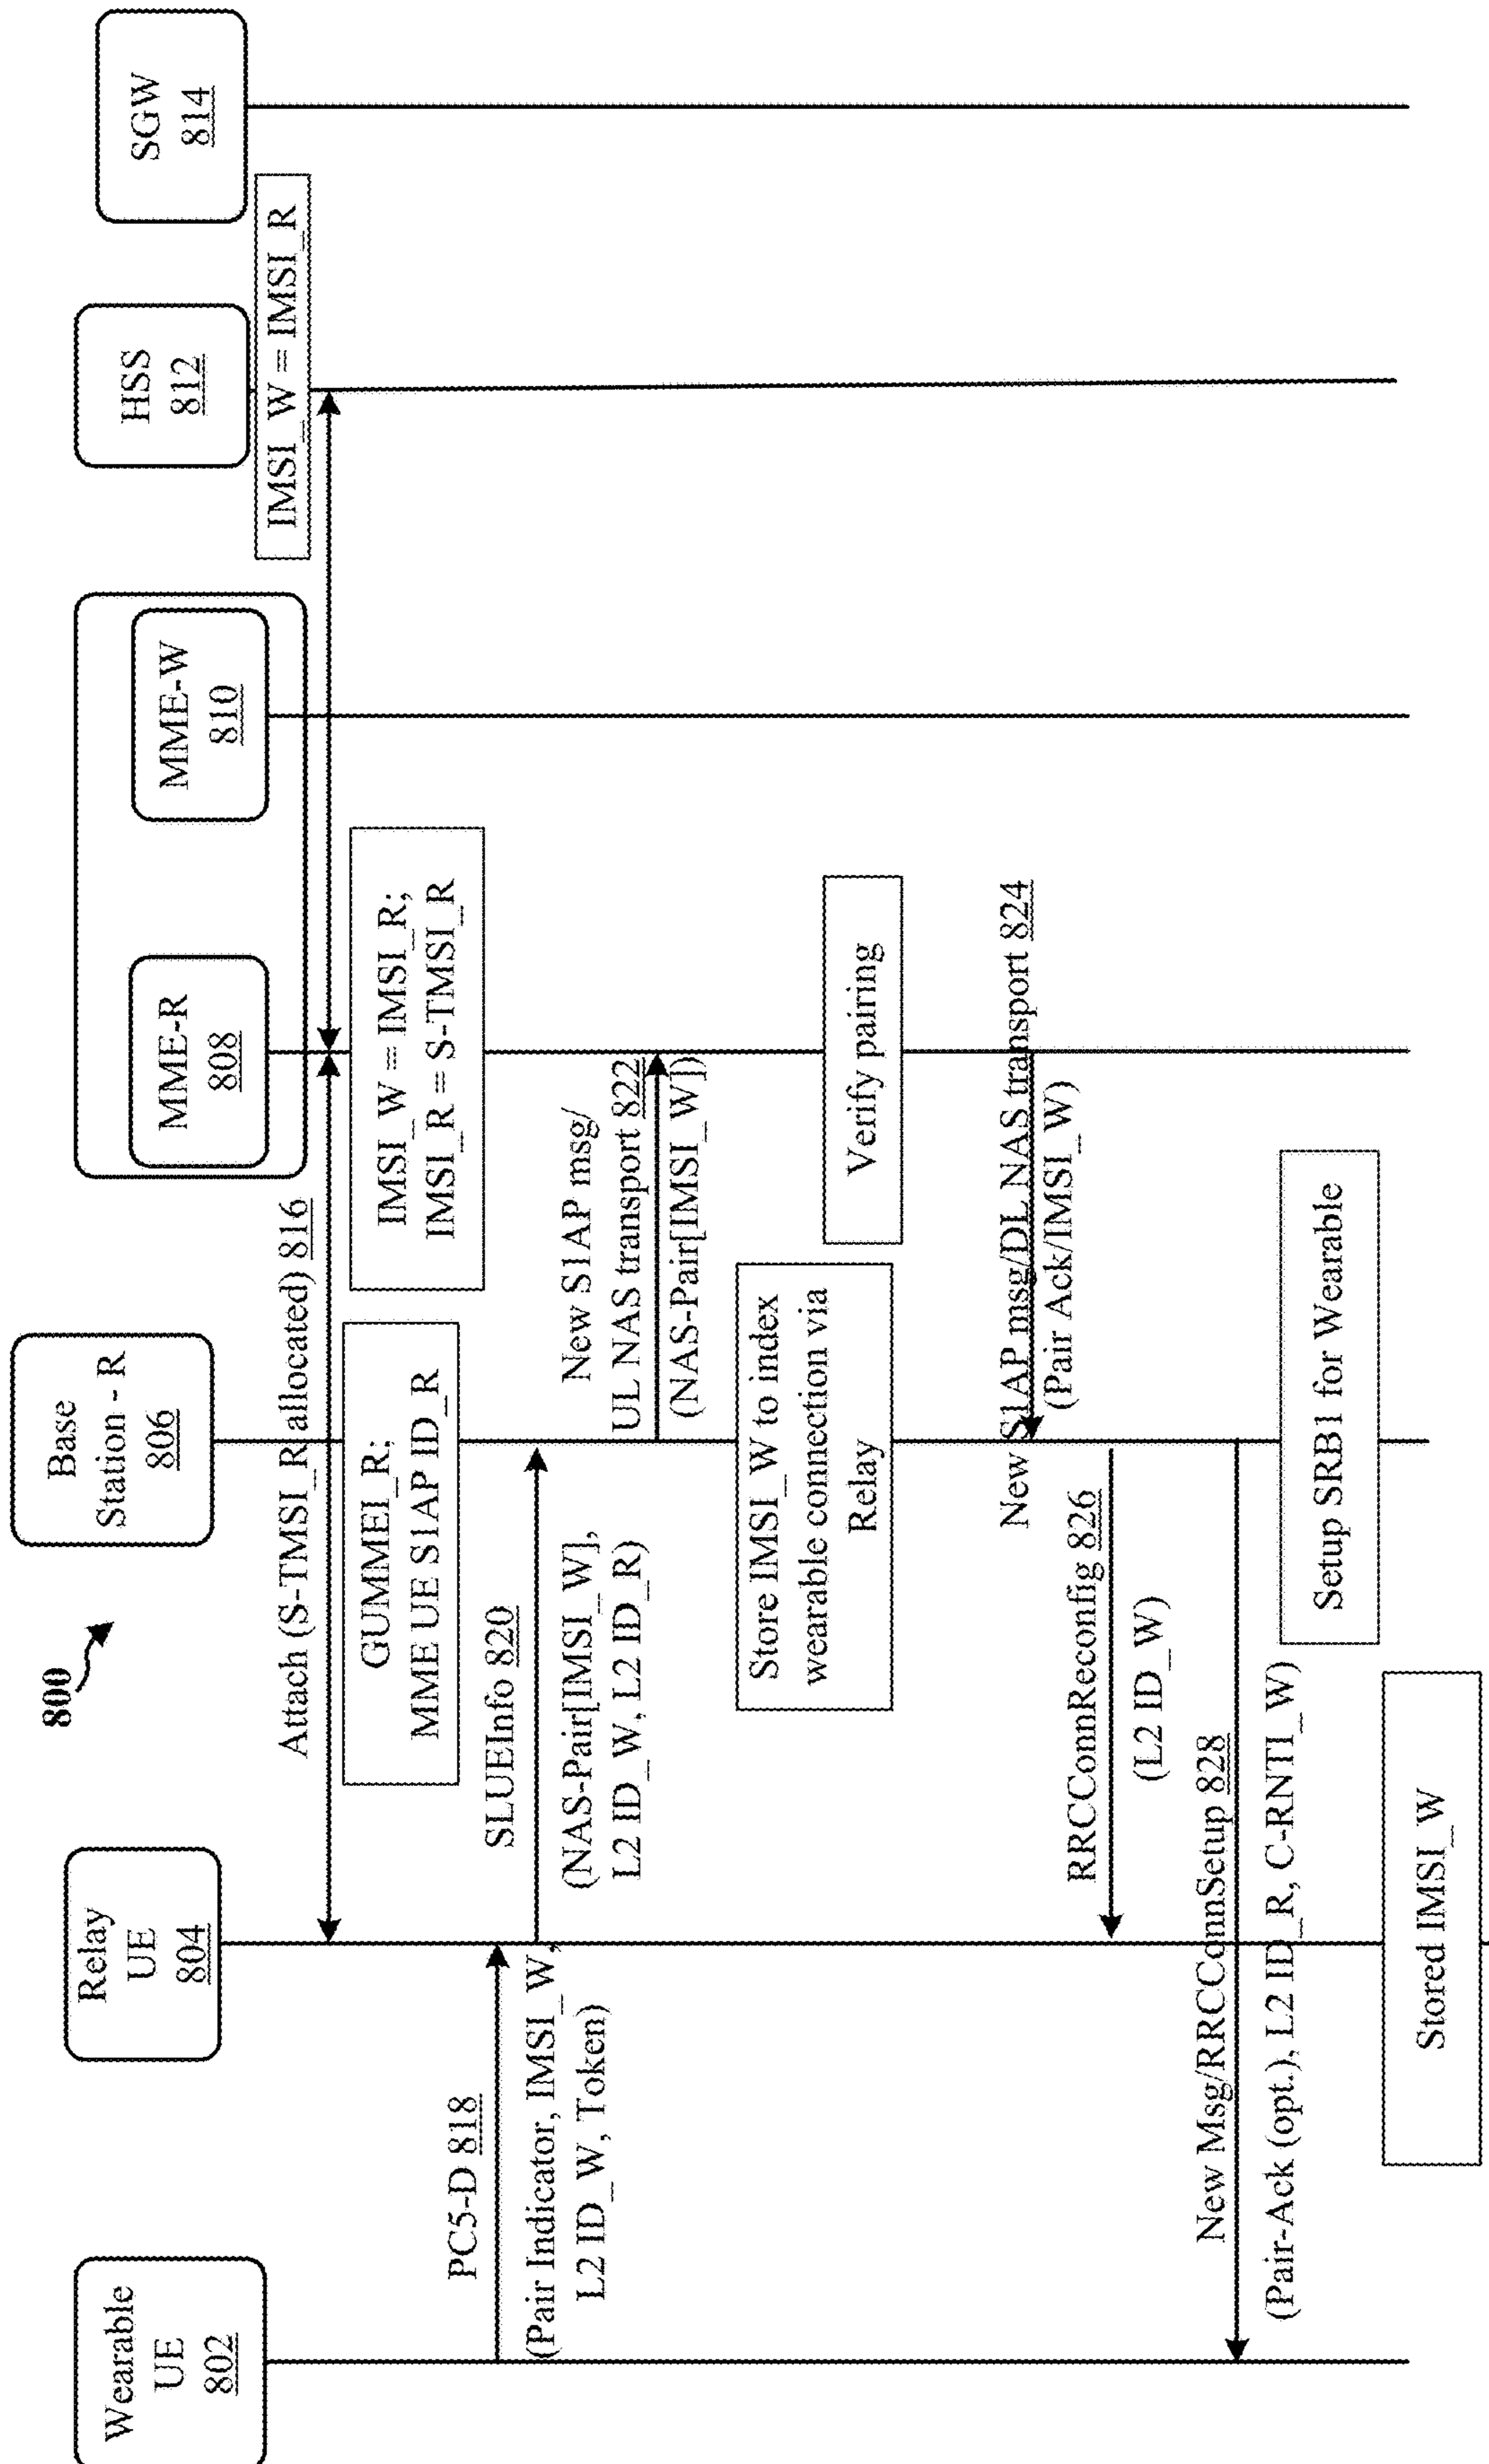 800
Wearable
UE
802
Relay
UE
804
Base
Station - R
806
MME-R
808
MME-W
810
HSS
812
SGW
814
IMSI_W = IMSI_R
Attach (S-TMSI_R allocated) 816
GUMMEI_R;
MME UE S1AP ID_R
IMSI_W = IMSI_R;
IMSI_R = S-TMSI_R
PC5-D 818
(Pair Indicator, IMSI_W,
L2 ID_W, Token)
SLUEInfo 820
(NAS-Pair[IMSI_W],
L2 ID_W, L2 ID_R)
New S1AP msg/
UL NAS transport 822
(NAS-Pair[IMSI_W])
Store IMSI_W to index
wearable connection via
Relay
Verify pairing
New S1AP msg/DL NAS transport 824
(Pair Ack/IMSI_W)
RRCConnReconfig 826
(L2 ID_W)
New Msg/RRCConnSetup 828
(Pair-Ack (opt.), L2 ID_R, C-RNTI_W)
Setup SRB1 for Wearable
Stored IMSI_W